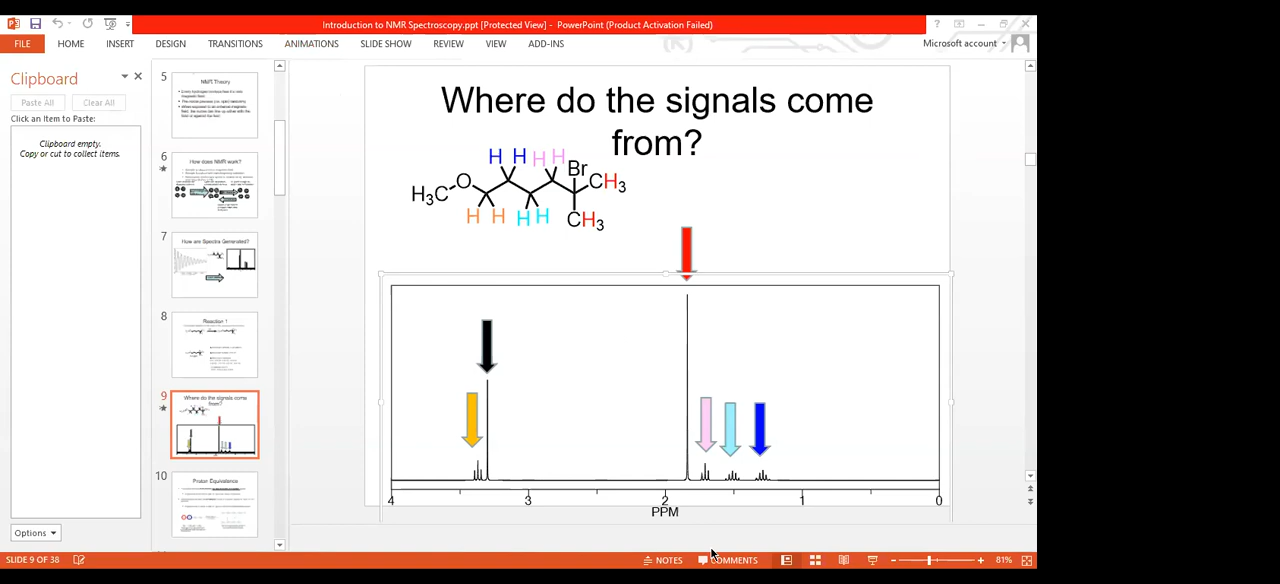 Introduction to NMR Spectroscopy.ppt [Protected View] - PowerPoint (Product Activation Failed)
FILE HOME INSERT DESIGN TRANSITIONS ANIMATIONS SLIDE SHOW REVIEW VIEW ADD-INS Microsoft account
Clipboard
Paste All Clear All
Click an Item to Paste:
Clipboard empty.
Copy or cut to collect items.
Options
5
NMR Theory
6
How does NMR work?
7
How are Spectra Generated?
8
Reaction 1
9
Where do the signals come
from?
10
Proton Equivalence
Where do the signals come
from?
H H H H
Br
H₃C O CH₃
H H H H CH₃
4 3 2 1 0
PPM
SLIDE 9 OF 38 NOTES COMMENTS 81%